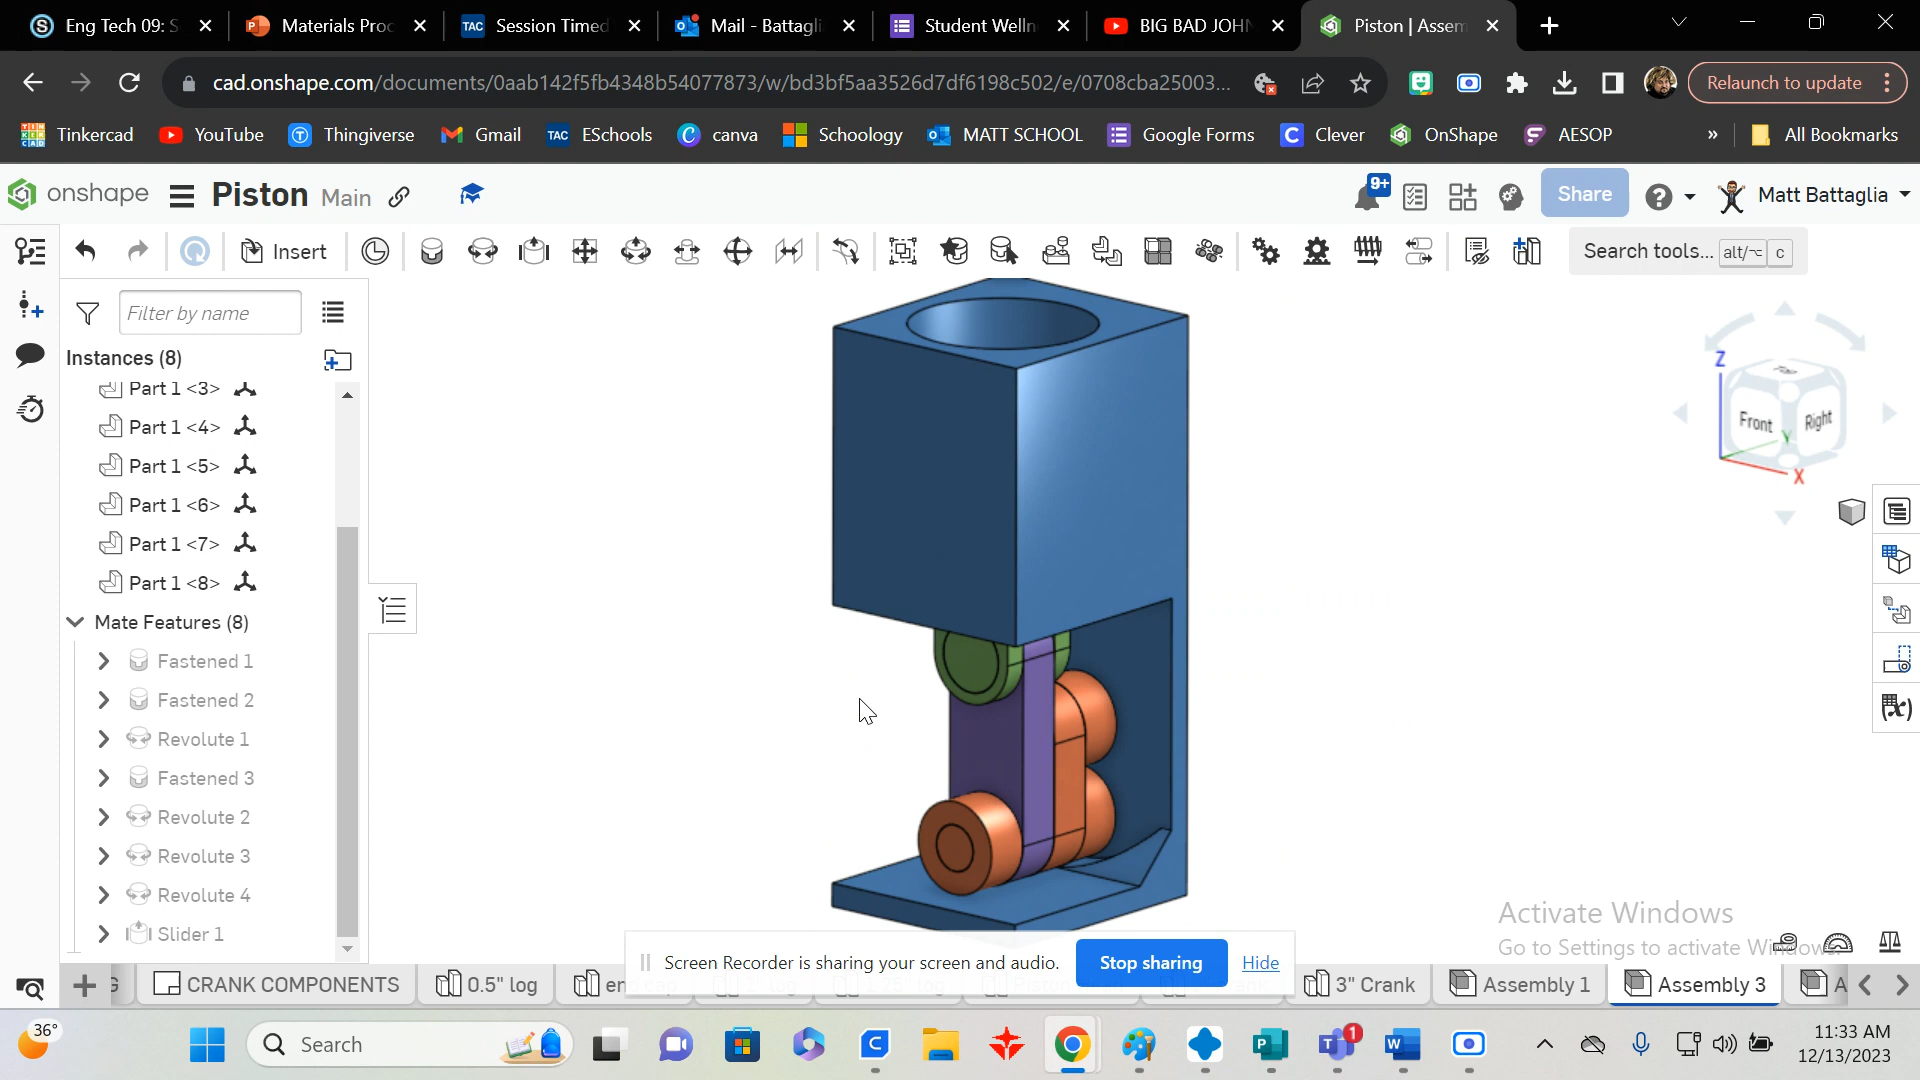 Eng Tech 09: S
Materials Proc
Session Timed
Mail - Battagli
Student Welln
BIG BAD JOHN
Piston | Assem
cad.onshape.com/documents/0aab142f5fb4348b54077873/w/bd3bf5aa3526d7df6198c502/e/0708cba25003...
Relaunch to update
Tinkercad
YouTube
Thingiverse
Gmail
TAC ESchools
canva
Schoology
MATT SCHOOL
Google Forms
Clever
OnShape
AESOP
»
All Bookmarks
onshape
Piston Main
9+
Share
Matt Battaglia
Insert
Search tools... alt/⌥ c
Filter by name
Instances (8)
Part 1 <3>
Part 1 <4>
Part 1 <5>
Part 1 <6>
Part 1 <7>
Part 1 <8>
Mate Features (8)
Fastened 1
Fastened 2
Revolute 1
Fastened 3
Revolute 2
Revolute 3
Revolute 4
Slider 1
Z
Top
Front
Right
Y
X
Activate Windows
Go to Settings to activate Windows.
Screen Recorder is sharing your screen and audio.
Stop sharing
Hide
CRANK COMPONENTS
0.5" log
3" Crank
Assembly 1
Assembly 3
A
36°
Search
1
11:33 AM
12/13/2023